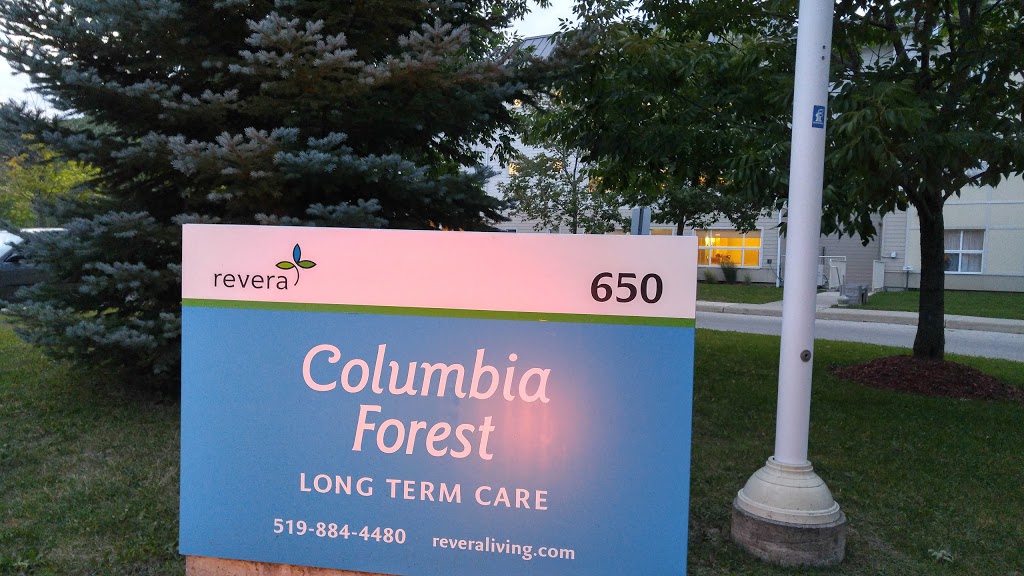 revera
650
Columbia
Forest
LONG TERM CARE
519-884-4480 reveraliving.com